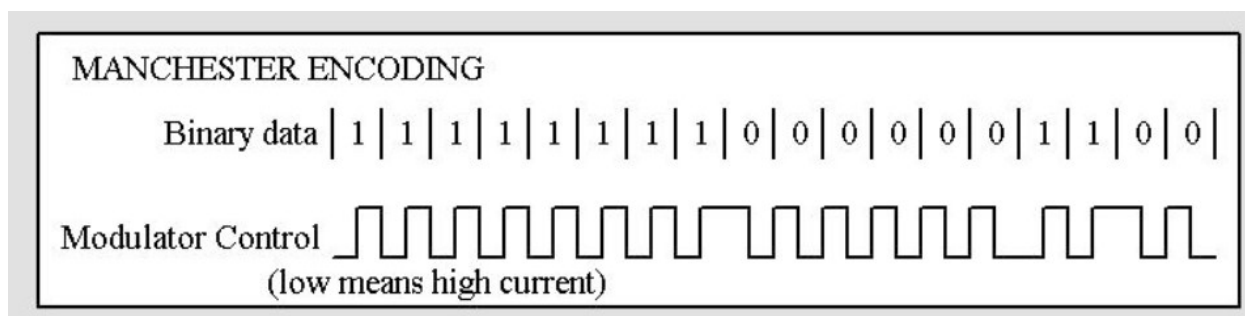 MANCHESTER ENCODING
Binary data | 1 | 1 | 1 | 1 | 1 | 1 | 1 | 1 | 0 | 0 | 0 | 0 | 0 | 0 | 1 | 1 | 0 | 0 |
Modulator Control
(low means high current)